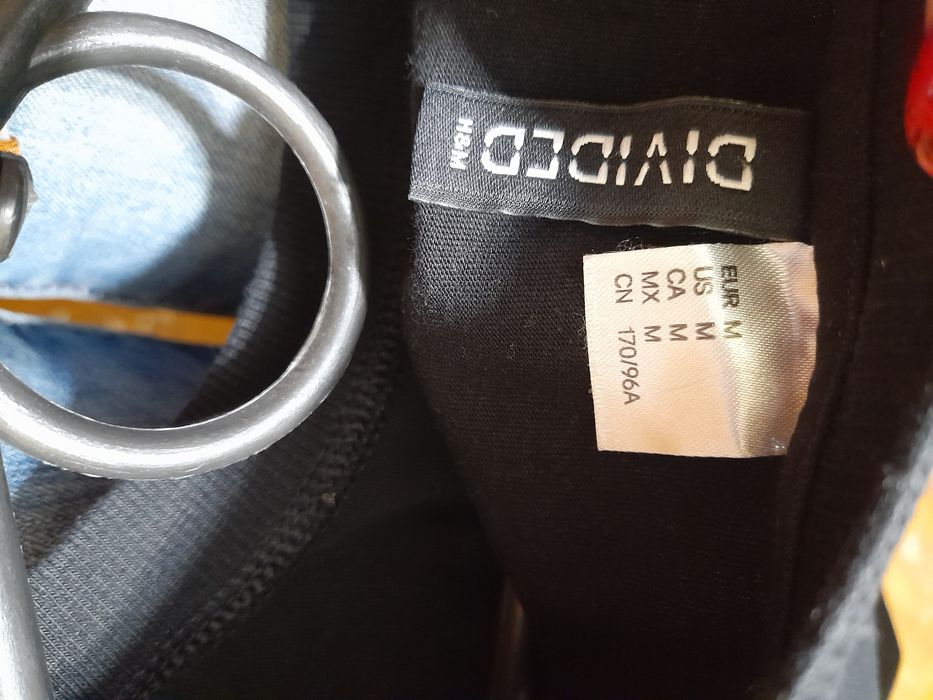 DIVIDED
H&M
EUR M
US M
CA M
MX M
CN 170/96A